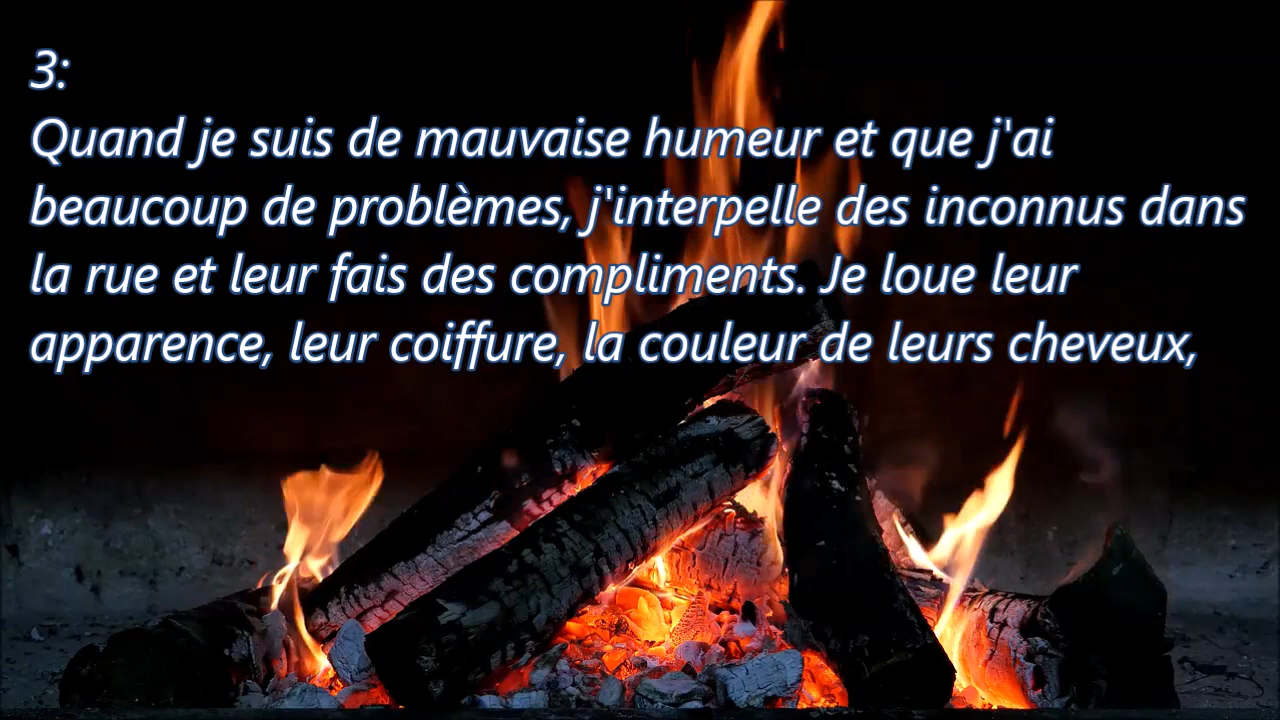 3:
Quand je suis de mauvaise humeur et que j'ai
beaucoup de problèmes, j'interpelle des inconnus dans
la rue et leur fais des compliments. Je loue leur
apparence, leur coiffure, la couleur de leurs cheveux,